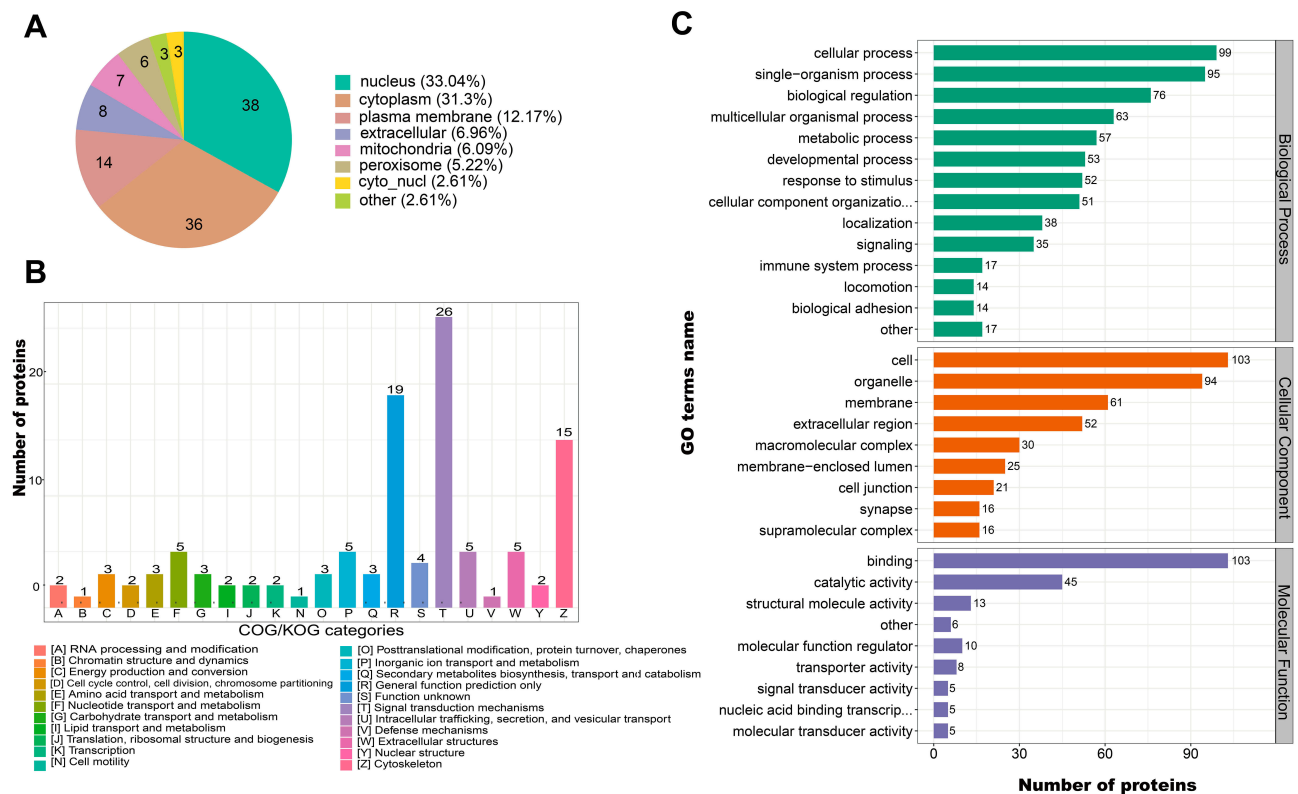 A
38
36
14
8
7
6
3
3
nucleus (33.04%)
cytoplasm (31.3%)
plasma membrane (12.17%)
extracellular (6.96%)
mitochondria (6.09%)
peroxisome (5.22%)
cyto_nucl (2.61%)
other (2.61%)
B
Number of proteins
20
10
0
2
1
3
2
3
5
3
2
2
2
1
3
5
3
19
4
26
5
1
5
2
15
A B C D E F G I J K N O P Q R S T U V W Y Z
COG/KOG categories
[A] RNA processing and modification
[B] Chromatin structure and dynamics
[C] Energy production and conversion
[D] Cell cycle control, cell division, chromosome partitioning
[E] Amino acid transport and metabolism
[F] Nucleotide transport and metabolism
[G] Carbohydrate transport and metabolism
[I] Lipid transport and metabolism
[J] Translation, ribosomal structure and biogenesis
[K] Transcription
[N] Cell motility
[O] Posttranslational modification, protein turnover, chaperones
[P] Inorganic ion transport and metabolism
[Q] Secondary metabolites biosynthesis, transport and catabolism
[R] General function prediction only
[S] Function unknown
[T] Signal transduction mechanisms
[U] Intracellular trafficking, secretion, and vesicular transport
[V] Defense mechanisms
[W] Extracellular structures
[Y] Nuclear structure
[Z] Cytoskeleton
C
GO terms name
cellular process 99
single-organism process 95
biological regulation 76
multicellular organismal process 63
metabolic process 57
developmental process 53
response to stimulus 52
cellular component organizatio... 51
localization 38
signaling 35
immune system process 17
locomotion 14
biological adhesion 14
other 17
Biological Process
cell 103
organelle 94
membrane 61
extracellular region 52
macromolecular complex 30
membrane-enclosed lumen 25
cell junction 21
synapse 16
supramolecular complex 16
Cellular Component
binding 103
catalytic activity 45
structural molecule activity 13
other 6
molecular function regulator 10
transporter activity 8
signal transducer activity 5
nucleic acid binding transcrip... 5
molecular transducer activity 5
Molecular Function
0 30 60 90
Number of proteins